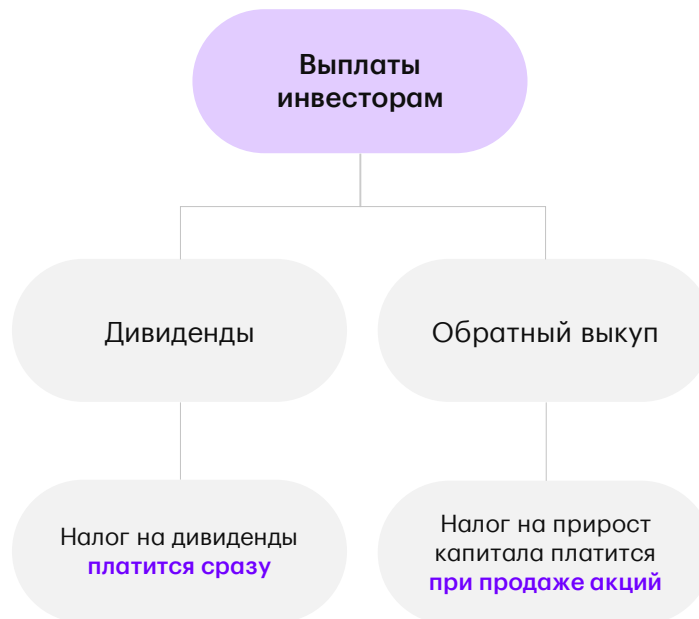 Выплаты
инвесторам
Дивиденды
Обратный выкуп
Налог на дивиденды
платится сразу
Налог на прирост
капитала платится
при продаже акций